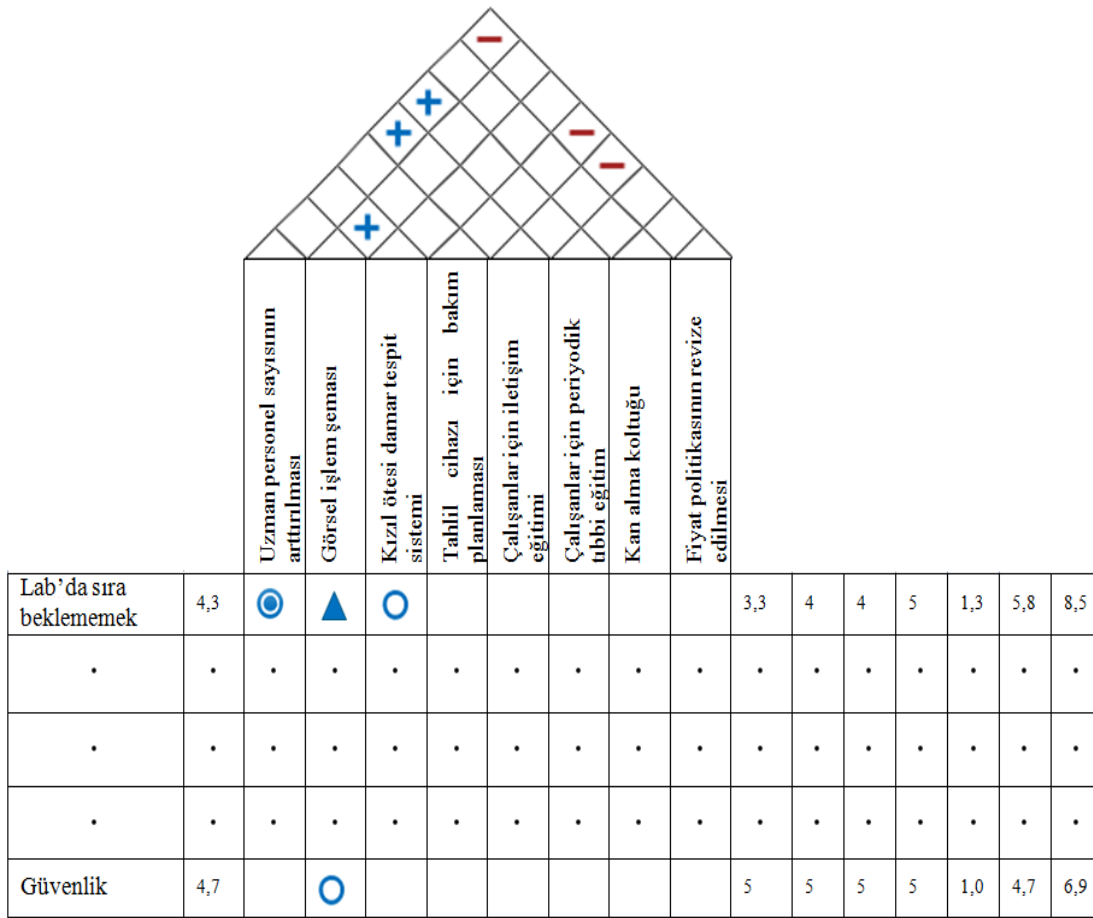 Uzman personel sayısının
arttırılması
Görsel işlem şeması
Kızıl ötesi damar tespit
sistemi
Tahlil cihazı için bakım
planlaması
Çalışanlar için iletişim
eğitimi
Çalışanlar için periyodik
tıbbi eğitim
Kan alma koltuğu
Fiyat politikasının revize
edilmesi
Lab’da sıra
beklememek
4,3
3,3
4
4
5
1,3
5,8
8,5
Güvenlik
4,7
5
5
5
5
1,0
4,7
6,9